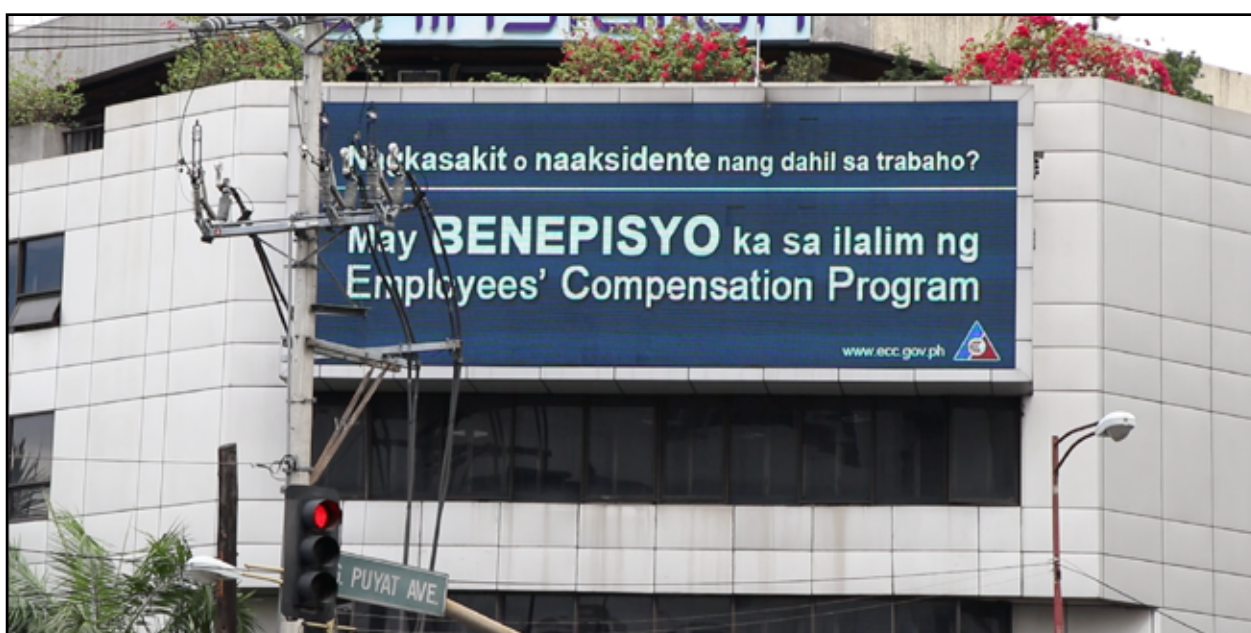 Nagkasakit o naaksidente nang dahil sa trabaho?
May BENEPISYO ka sa ilalim ng
Employees' Compensation Program
www.ecc.gov.ph
G. PUYAT AVE.